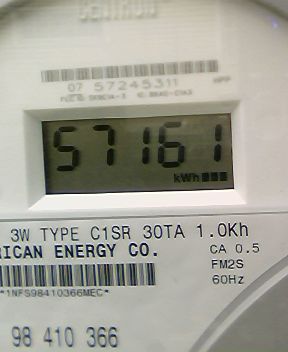 CENTRON
07 57245311
57161
kWh
3W TYPE C1SR 30TA 1.0Kh
RICAN ENERGY CO.
CA 0.5
FM2S
60Hz
*1NFS98410366MEC*
98 410 366